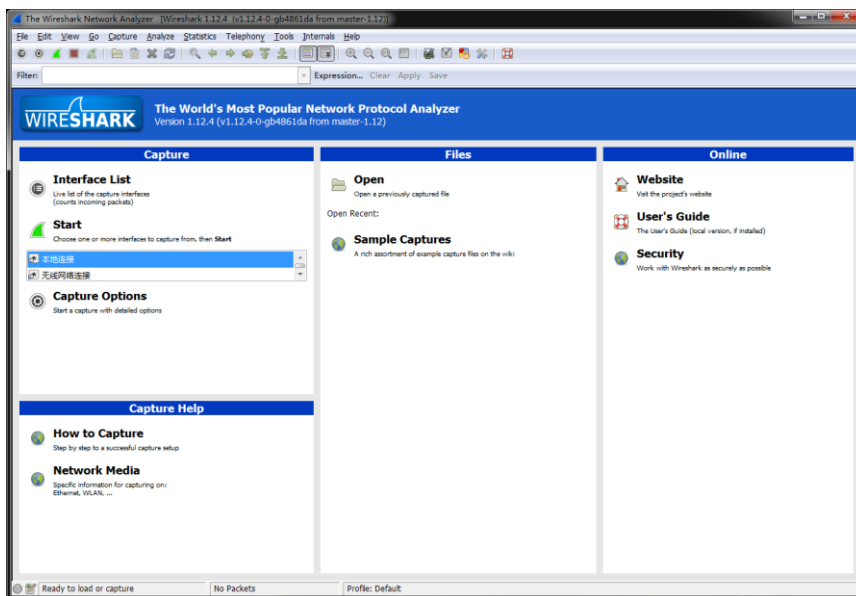 The Wireshark Network Analyzer [Wireshark 1.12.4 (v1.12.4-0-gb4861da from master-1.12)]
File Edit View Go Capture Analyze Statistics Telephony Tools Internals Help
Filter: Expression... Clear Apply Save
WIRESHARK
The World's Most Popular Network Protocol Analyzer
Version 1.12.4 (v1.12.4-0-gb4861da from master-1.12)
Capture
Interface List
Live list of the capture interfaces
(counts incoming packets)
Start
Choose one or more interfaces to capture from, then Start
本地连接
无线网络连接
Capture Options
Start a capture with detailed options
Capture Help
How to Capture
Step by step to a successful capture setup
Network Media
Specific information for capturing on:
Ethernet, WLAN, ...
Files
Open
Open a previously captured file
Open Recent:
Sample Captures
A rich assortment of example capture files on the wiki
Online
Website
Visit the project's website
User's Guide
The User's Guide (local version, if installed)
Security
Work with Wireshark as securely as possible
Ready to load or capture No Packets Profile: Default